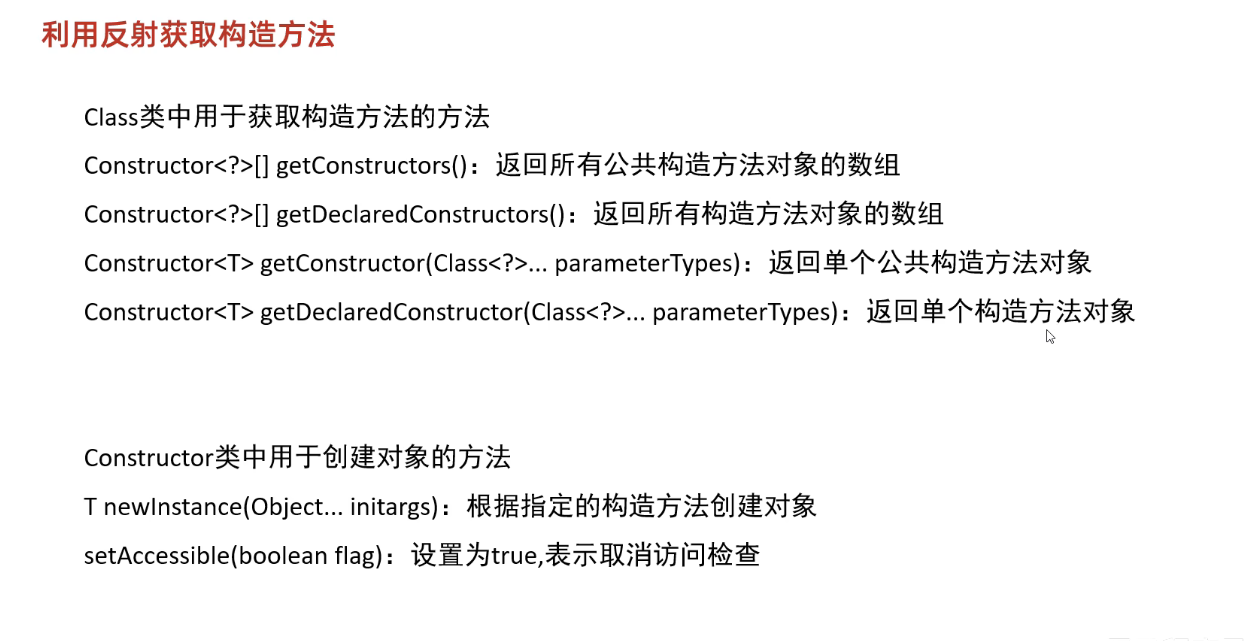 利用反射获取构造方法
Class类中用于获取构造方法的方法
Constructor<?>[] getConstructors()：返回所有公共构造方法对象的数组
Constructor<?>[] getDeclaredConstructors()：返回所有构造方法对象的数组
Constructor<T> getConstructor(Class<?>... parameterTypes)：返回单个公共构造方法对象
Constructor<T> getDeclaredConstructor(Class<?>... parameterTypes)：返回单个构造方法对象
Constructor类中用于创建对象的方法
T newInstance(Object... initargs)：根据指定的构造方法创建对象
setAccessible(boolean flag)：设置为true,表示取消访问检查